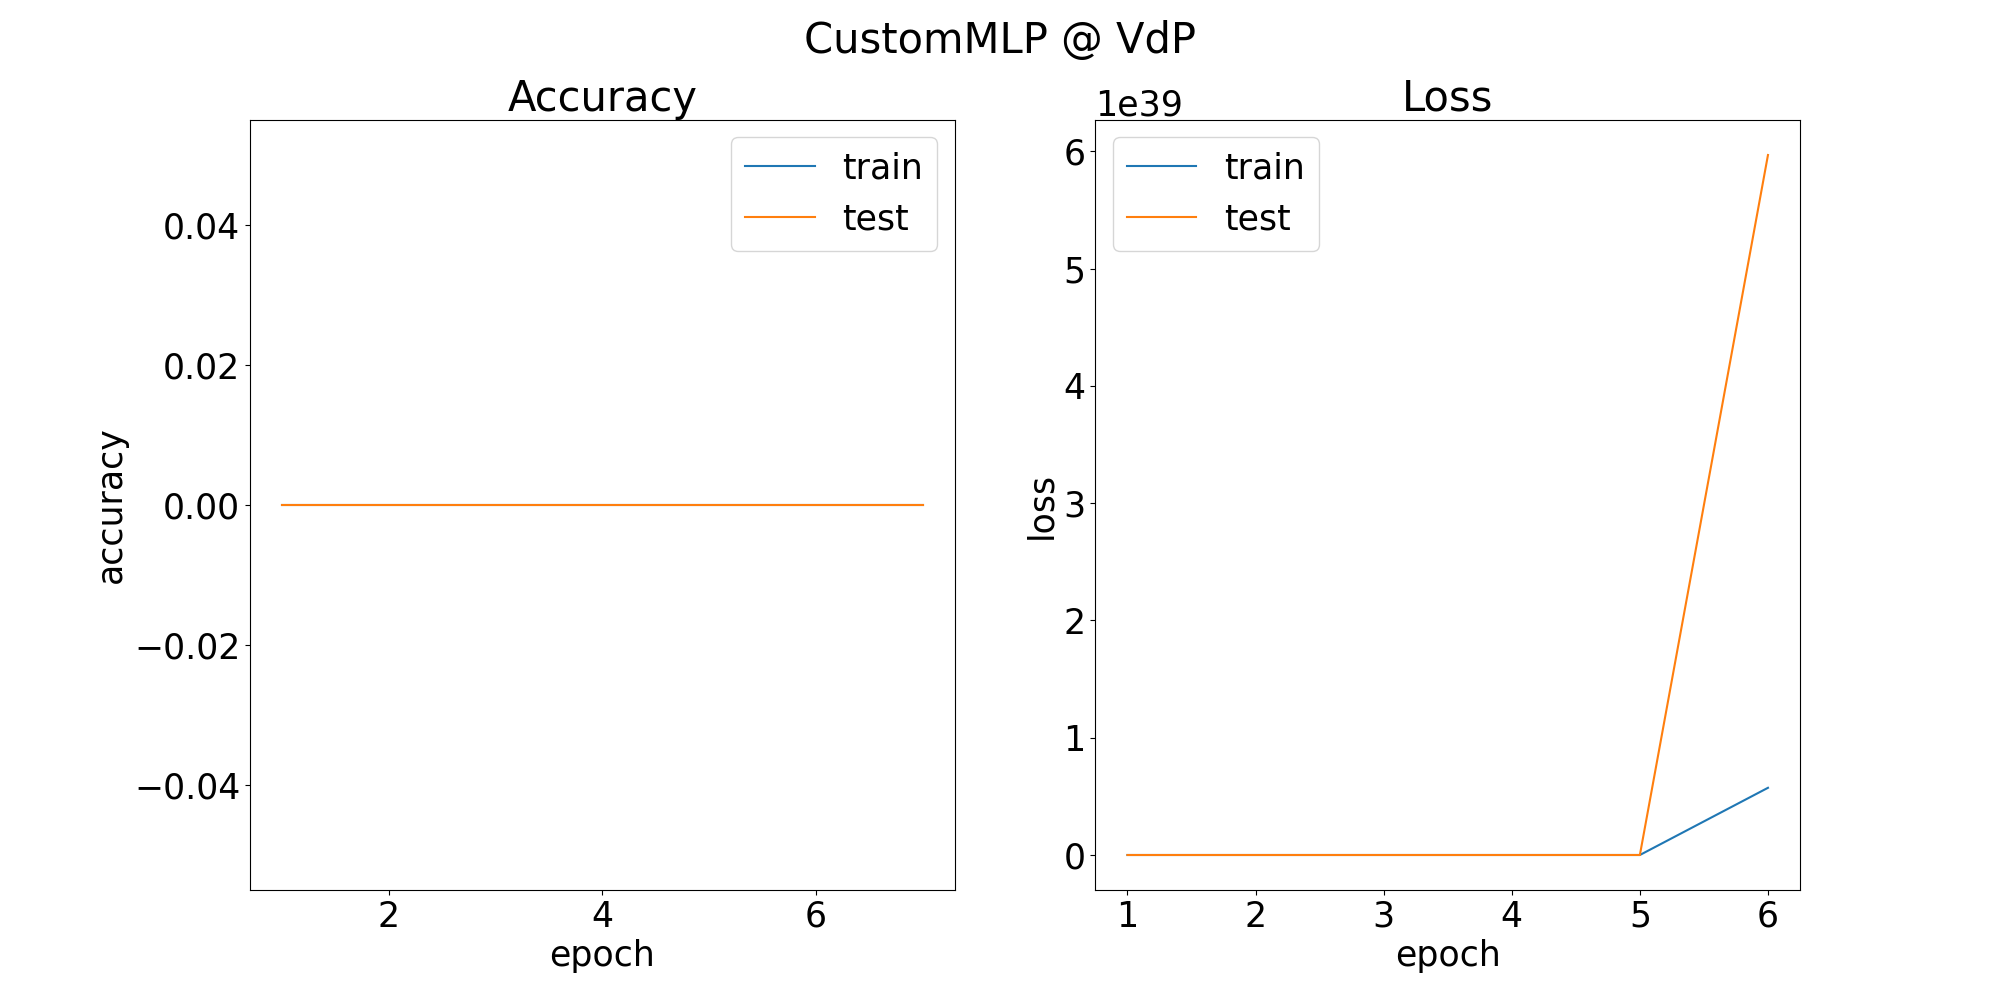 CustomMLP @ VdP
Accuracy
train
test
0.04
0.02
0.00
−0.02
−0.04
accuracy
2 4 6
epoch
Loss
1e39
train
test
6
5
4
3
2
1
0
loss
1 2 3 4 5 6
epoch